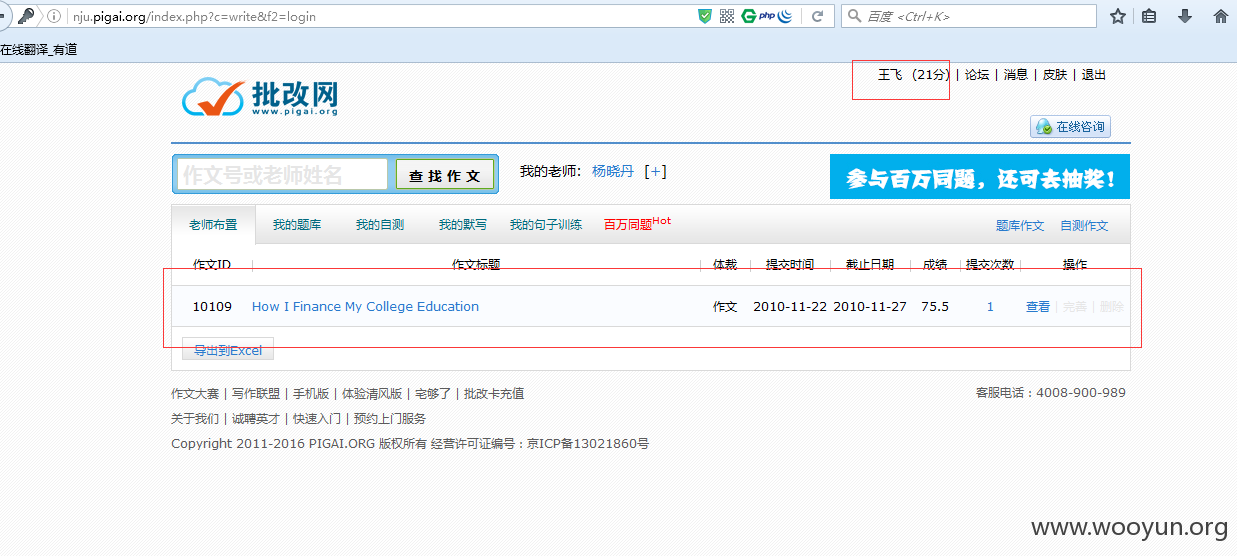 nju.pigai.org/index.php?c=write&f2=login
php
百度 <Ctrl+K>
在线翻译_有道
王飞 (21分) | 论坛 | 消息 | 皮肤 | 退出
批改网
www.pigai.org
在线咨询
作文号或老师姓名
查找作文
我的老师: 杨晓丹 [+]
参与百万同题，还可去抽奖!
老师布置 我的题库 我的自测 我的默写 我的句子训练 百万同题Hot 题库作文 自测作文
作文ID 作文标题 体裁 提交时间 截止日期 成绩 提交次数 操作
10109 How I Finance My College Education 作文 2010-11-22 2010-11-27 75.5 1 查看 | 完善 | 删除
导出到Excel
作文大赛 | 写作联盟 | 手机版 | 体验清风版 | 宅够了 | 批改卡充值
客服电话：4008-900-989
关于我们 | 诚聘英才 | 快速入门 | 预约上门服务
Copyright 2011-2016 PIGAI.ORG 版权所有 经营许可证编号：京ICP备13021860号
www.wooyun.org